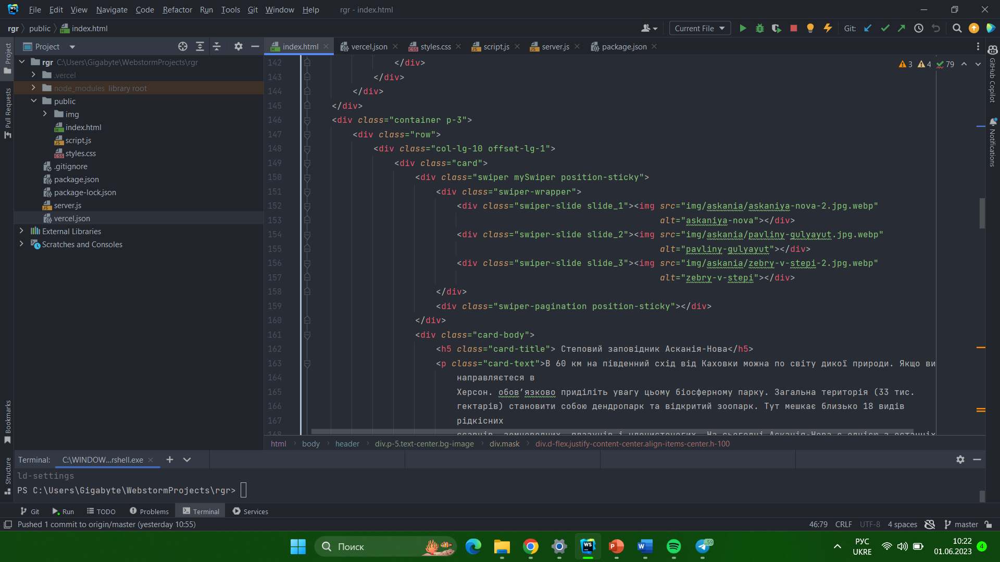 WS File Edit View Navigate Code Refactor Run Tools Git Window Help rgr - index.html
rgr public index.html Current File Git:
Project index.html vercel.json styles.css script.js server.js package.json
rgr C:\Users\Gigabyte\WebstormProjects\rgr
.vercel
node_modules library root
public
img
index.html
script.js
styles.css
.gitignore
package.json
package-lock.json
server.js
vercel.json
External Libraries
Scratches and Consoles
Project
Pull Requests
Bookmarks
Structure
3 4 79
142 </div>
143 </div>
144 </div>
145 </div>
146 <div class="container p-3">
147 <div class="row">
148 <div class="col-lg-10 offset-lg-1">
149 <div class="card">
150 <div class="swiper mySwiper position-sticky">
151 <div class="swiper-wrapper">
152 <div class="swiper-slide slide_1"><img src="img/askania/askaniya-nova-2.jpg.webp"
153 alt="askaniya-nova"></div>
154 <div class="swiper-slide slide_2"><img src="img/askania/pavliny-gulyayut.jpg.webp"
155 alt="pavliny-gulyayut"></div>
156 <div class="swiper-slide slide_3"><img src="img/askania/zebry-v-stepi-2.jpg.webp"
157 alt="zebry-v-stepi"></div>
158 </div>
159 <div class="swiper-pagination position-sticky"></div>
160 </div>
161 <div class="card-body">
162 <h5 class="card-title"> Степовий заповідник Асканія-Нова</h5>
163 <p class="card-text">В 60 км на південний схід від Каховки можна по світу дикої природи. Якщо ви
164 направляєтеся в
165 Херсон. обов’язково приділіть увагу цьому біосферному парку. Загальна територія (33 тис.
166 гектарів) становити собою дендропарк та відкритий зоопарк. Тут мешкає близько 18 видів
167 рідкісних
168
GitHub Copilot
Notifications
html body header div.p-5.text-center.bg-image div.mask div.d-flex.justify-content-center.align-items-center.h-100
Terminal: C:\WINDOW...rshell.exe
ld-settings
PS C:\Users\Gigabyte\WebstormProjects\rgr>
Git Run TODO Problems Terminal Services
Pushed 1 commit to origin/master (yesterday 10:55) 46:79 CRLF UTF-8 4 spaces master
Поиск WS P W 59
РУС
UKRE
10:22
01.06.2023
4